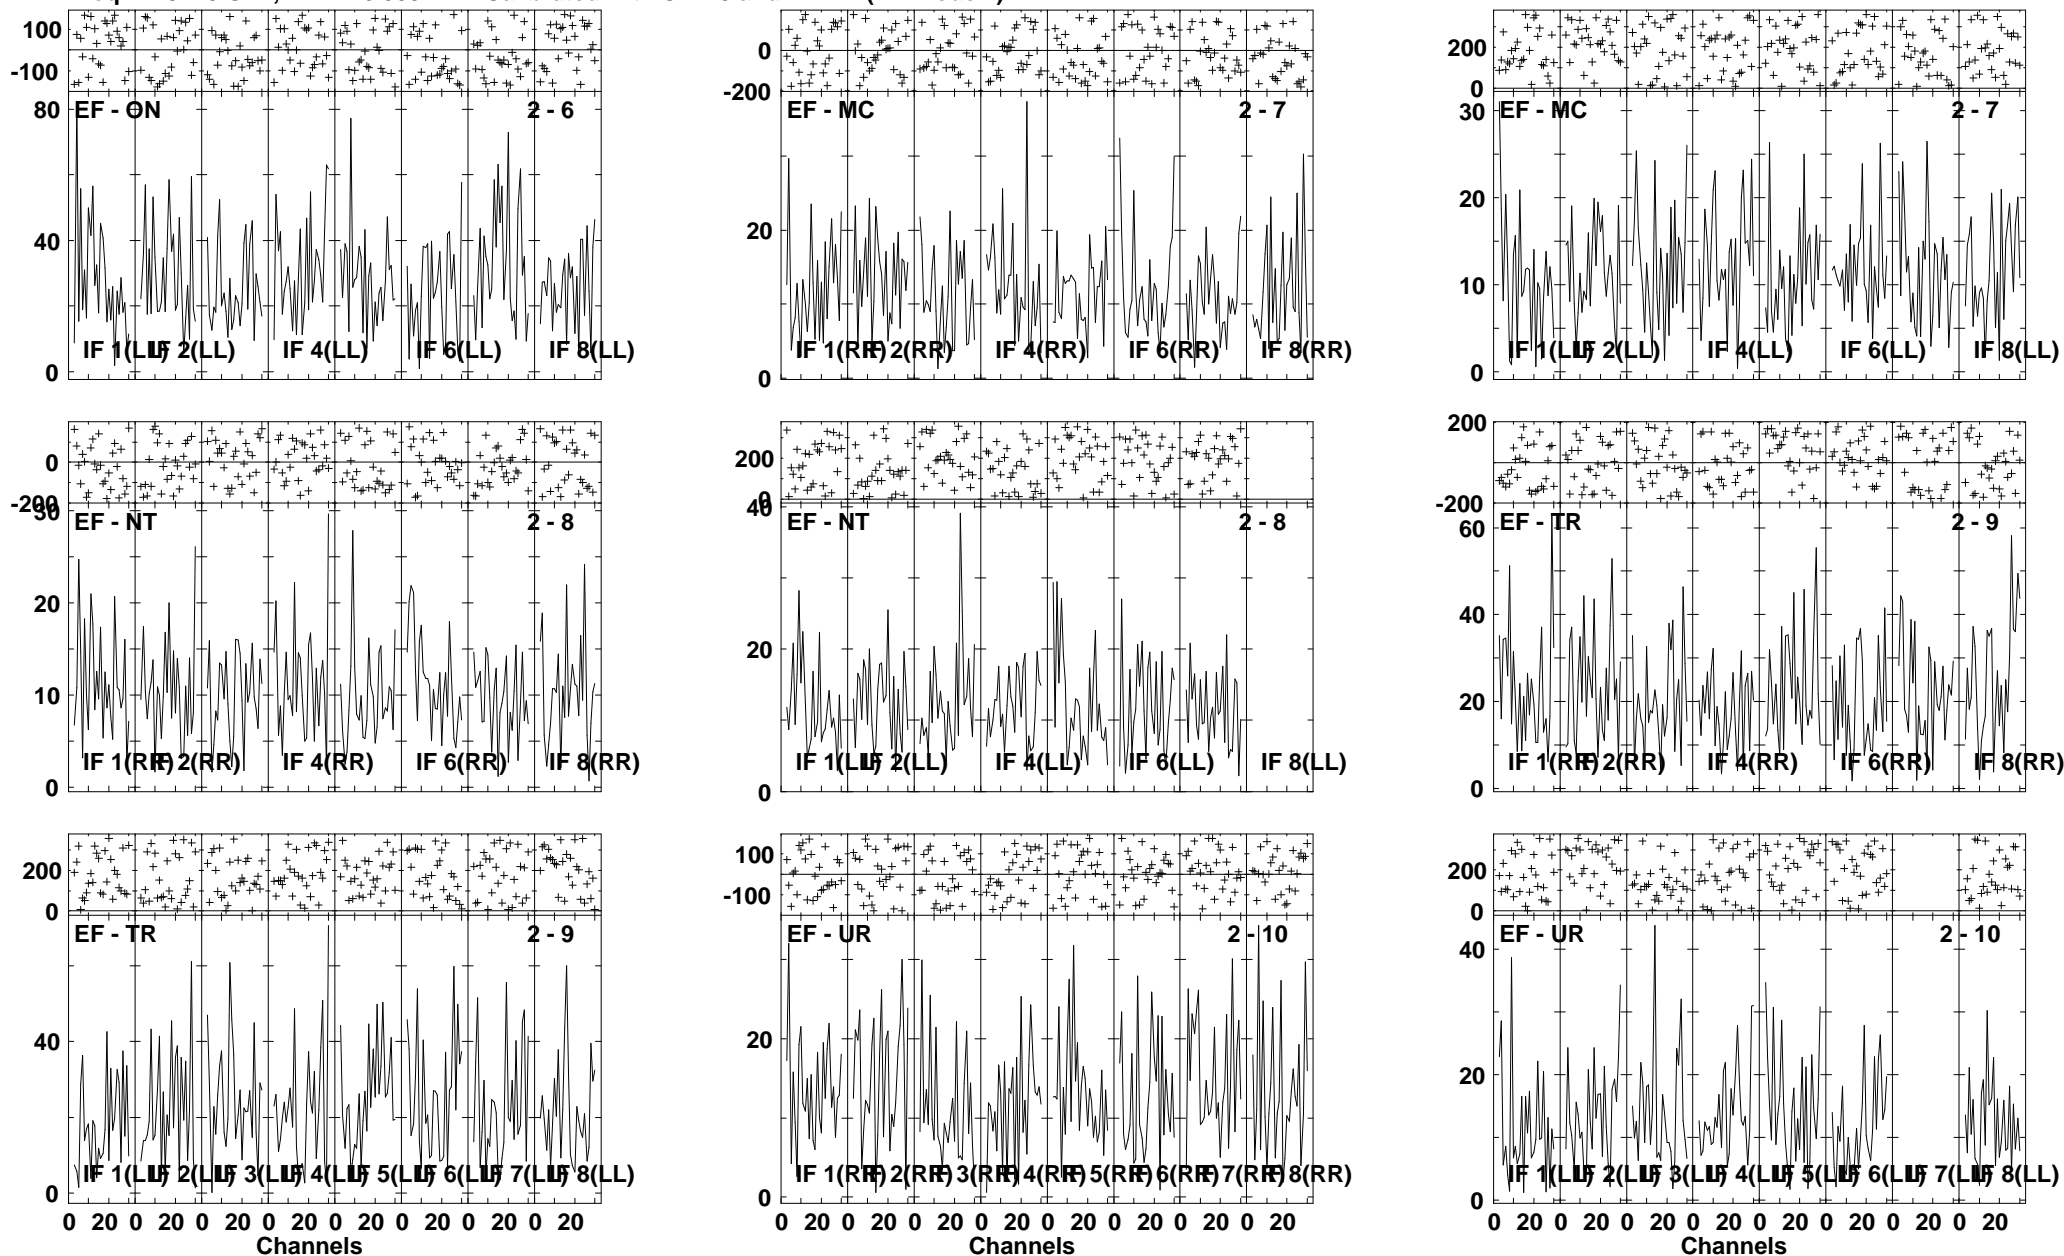 100
-100
0
-200
200
0
80
40
0
EF - ON
2 - 6
IF 1(LL)
IF 2(LL)
IF 4(LL)
IF 6(LL)
IF 8(LL)
20
0
EF - MC
2 - 7
IF 1(RR)
IF 2(RR)
IF 4(RR)
IF 6(RR)
IF 8(RR)
30
20
10
0
EF - MC
2 - 7
IF 1(LL)
IF 2(LL)
IF 4(LL)
IF 6(LL)
IF 8(LL)
0
-200
200
0
200
-200
30
20
10
0
EF - NT
2 - 8
IF 1(RR)
IF 2(RR)
IF 4(RR)
IF 6(RR)
IF 8(RR)
40
20
0
EF - NT
2 - 8
IF 1(LL)
IF 2(LL)
IF 4(LL)
IF 6(LL)
IF 8(LL)
60
40
20
0
EF - TR
2 - 9
IF 1(RR)
IF 2(RR)
IF 4(RR)
IF 6(RR)
IF 8(RR)
200
0
100
-100
200
0
40
0
EF - TR
2 - 9
IF 1(LL)
IF 2(LL)
IF 3(LL)
IF 4(LL)
IF 5(LL)
IF 6(LL)
IF 7(LL)
IF 8(LL)
0 20 0 20 0 20 0 20 0 20 0 20 0 20 0 20
Channels
20
0
EF - UR
2 - 10
IF 1(RR)
IF 2(RR)
IF 3(RR)
IF 4(RR)
IF 5(RR)
IF 6(RR)
IF 7(RR)
IF 8(RR)
0 20 0 20 0 20 0 20 0 20 0 20 0 20 0 20
Channels
40
20
0
EF - UR
2 - 10
IF 1(LL)
IF 2(LL)
IF 3(LL)
IF 4(LL)
IF 5(LL)
IF 6(LL)
IF 7(LL)
IF 8(LL)
0 20 0 20 0 20 0 20 0 20 0 20 0 20 0 20
Channels